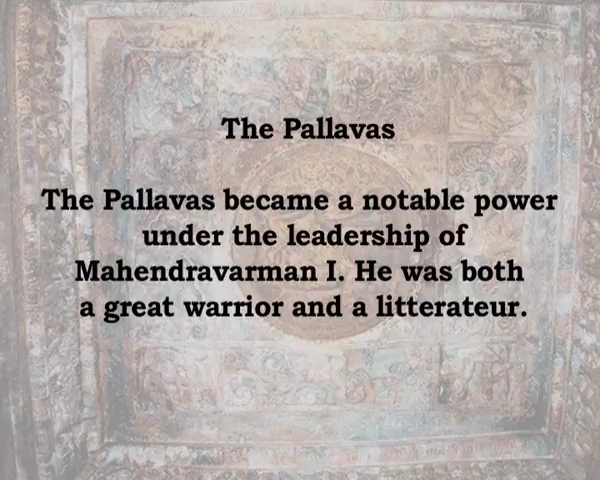 The Pallavas
The Pallavas became a notable power
under the leadership of
Mahendravarman I. He was both
a great warrior and a litterateur.